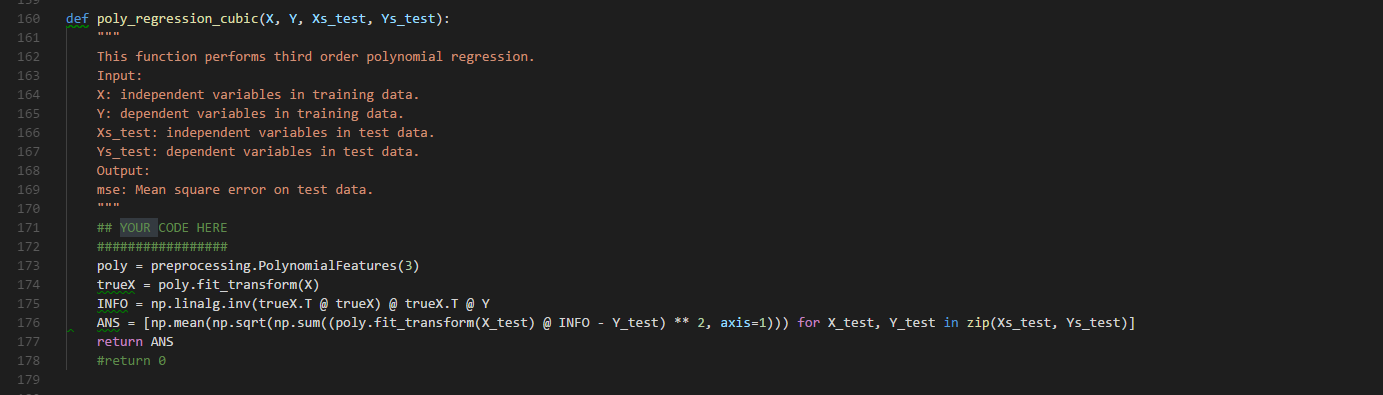 159
160 def poly_regression_cubic(X, Y, Xs_test, Ys_test):
161 """
162 This function performs third order polynomial regression.
163 Input:
164 X: independent variables in training data.
165 Y: dependent variables in training data.
166 Xs_test: independent variables in test data.
167 Ys_test: dependent variables in test data.
168 Output:
169 mse: Mean square error on test data.
170 """
171 ## YOUR CODE HERE
172 #################
173 poly = preprocessing.PolynomialFeatures(3)
174 trueX = poly.fit_transform(X)
175 INFO = np.linalg.inv(trueX.T @ trueX) @ trueX.T @ Y
176 ANS = [np.mean(np.sqrt(np.sum((poly.fit_transform(X_test) @ INFO - Y_test) ** 2, axis=1))) for X_test, Y_test in zip(Xs_test, Ys_test)]
177 return ANS
178 #return 0
179